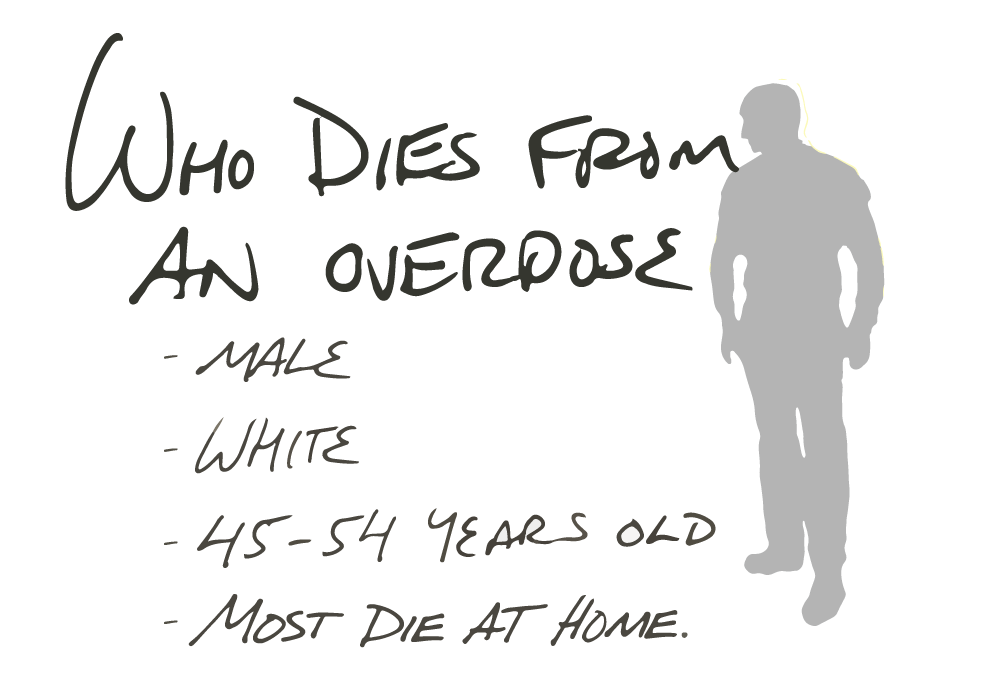 Who Dies From
An Overdose
- Male
- White
- 45-54 Years Old
- Most Die At Home.